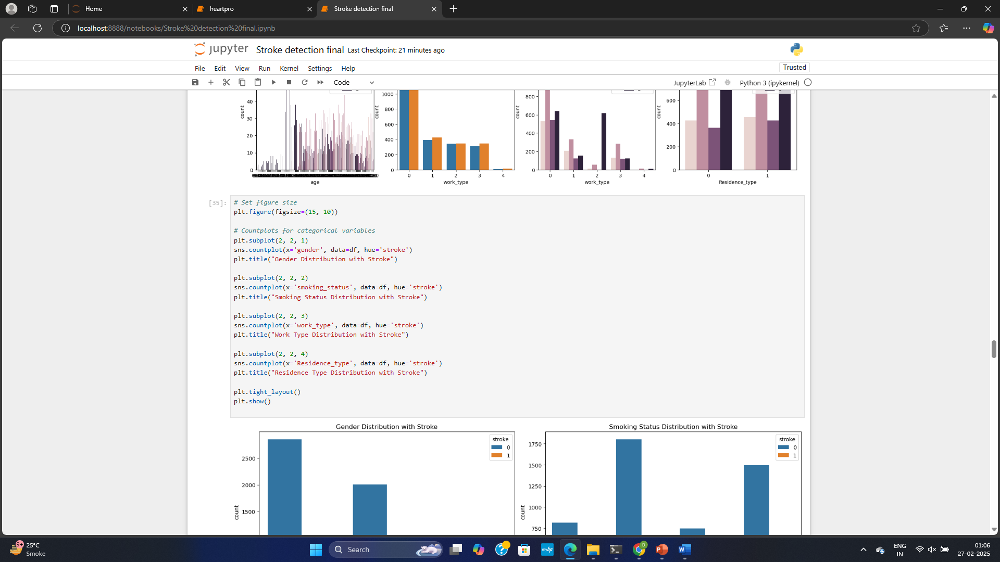 Home
heartpro
Stroke detection final
localhost:8888/notebooks/Stroke%20detection%20final.ipynb
jupyter Stroke detection final Last Checkpoint: 21 minutes ago
File Edit View Run Kernel Settings Help
Trusted
Code
JupyterLab
Python 3 (ipykernel)
40
30
20
10
0
count
age
1000
800
600
400
200
0
count
0 1 2 3 4
work_type
800
600
400
200
0
count
0 1 2 3 4
work_type
600
400
200
0
count
0 1
Residence_type
[35]:
# Set figure size
plt.figure(figsize=(15, 10))
# Countplots for categorical variables
plt.subplot(2, 2, 1)
sns.countplot(x='gender', data=df, hue='stroke')
plt.title("Gender Distribution with Stroke")
plt.subplot(2, 2, 2)
sns.countplot(x='smoking_status', data=df, hue='stroke')
plt.title("Smoking Status Distribution with Stroke")
plt.subplot(2, 2, 3)
sns.countplot(x='work_type', data=df, hue='stroke')
plt.title("Work Type Distribution with Stroke")
plt.subplot(2, 2, 4)
sns.countplot(x='Residence_type', data=df, hue='stroke')
plt.title("Residence Type Distribution with Stroke")
plt.tight_layout()
plt.show()
Gender Distribution with Stroke
stroke
0
1
2500
2000
1500
count
Smoking Status Distribution with Stroke
stroke
0
1
1750
1500
1250
1000
750
count
9+
25°C
Smoke
Search
myhp
D
P
W
ENG
IN
01:06
27-02-2025